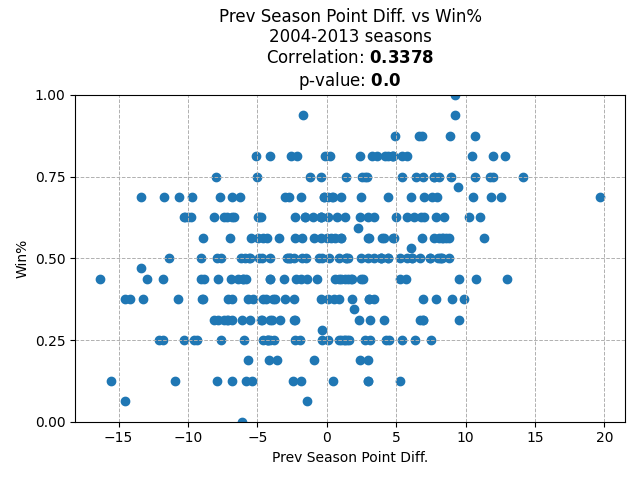 Prev Season Point Diff. vs Win%
2004-2013 seasons
Correlation: 0.3378
p-value: 0.0
1.00
0.75
0.50
0.25
0.00
Win%
−15
−10
−5
0
5
10
15
20
Prev Season Point Diff.